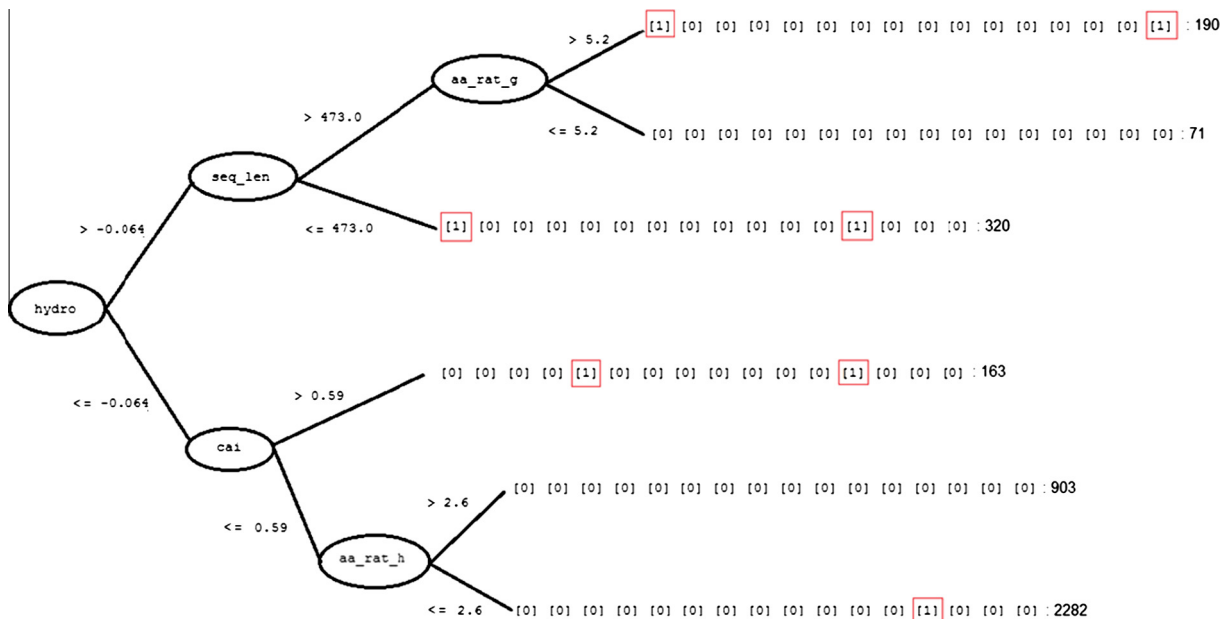 [1] [0] [0] [0] [0] [0] [0] [0] [0] [0] [0] [0] [0] [0] [0] [1] : 190
> 5.2
aa_rat_g
> 473.0
<= 5.2
[0] [0] [0] [0] [0] [0] [0] [0] [0] [0] [0] [0] [0] [0] [0] [0] : 71
seq_len
> -0.064
<= 473.0
[1] [0] [0] [0] [0] [0] [0] [0] [0] [0] [0] [0] [1] [0] [0] [0] : 320
hydro
[0] [0] [0] [0] [1] [0] [0] [0] [0] [0] [0] [0] [1] [0] [0] [0] : 163
<= -0.064
> 0.59
cai
[0] [0] [0] [0] [0] [0] [0] [0] [0] [0] [0] [0] [0] [0] [0] [0] : 903
> 2.6
<= 0.59
aa_rat_h
<= 2.6
[0] [0] [0] [0] [0] [0] [0] [0] [0] [0] [0] [0] [1] [0] [0] [0] : 2282